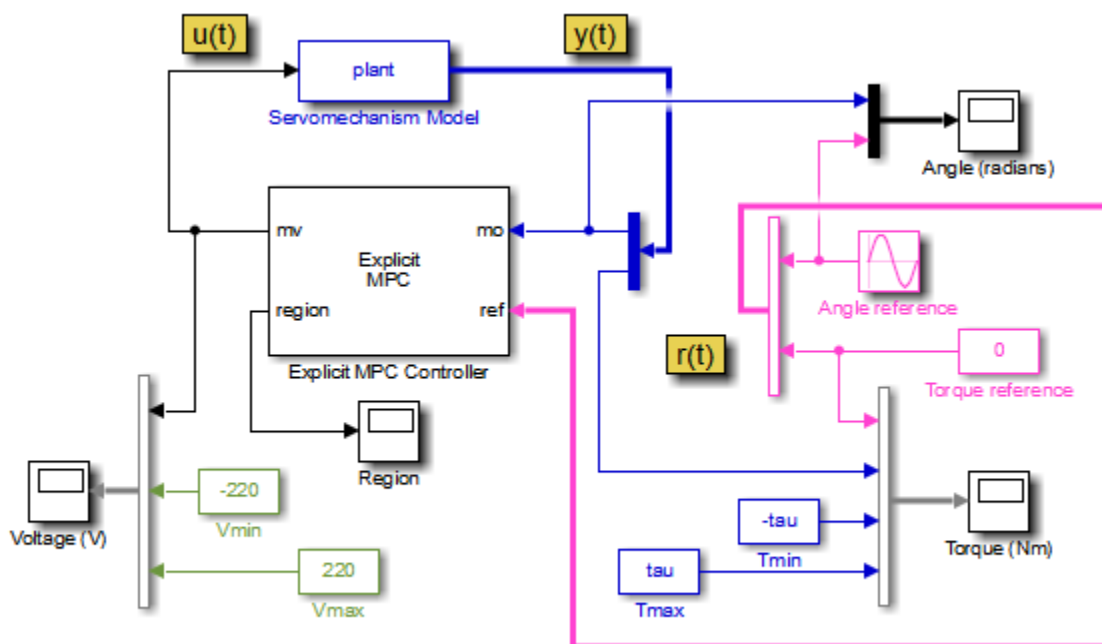 u(t)
y(t)
plant
Servomechanism Model
Angle (radians)
mv
mo
Explicit
MPC
region
ref
Explicit MPC Controller
Angle reference
r(t)
0
Torque reference
Region
-220
Vmin
Voltage (V)
220
Vmax
-tau
Tmin
Torque (Nm)
tau
Tmax